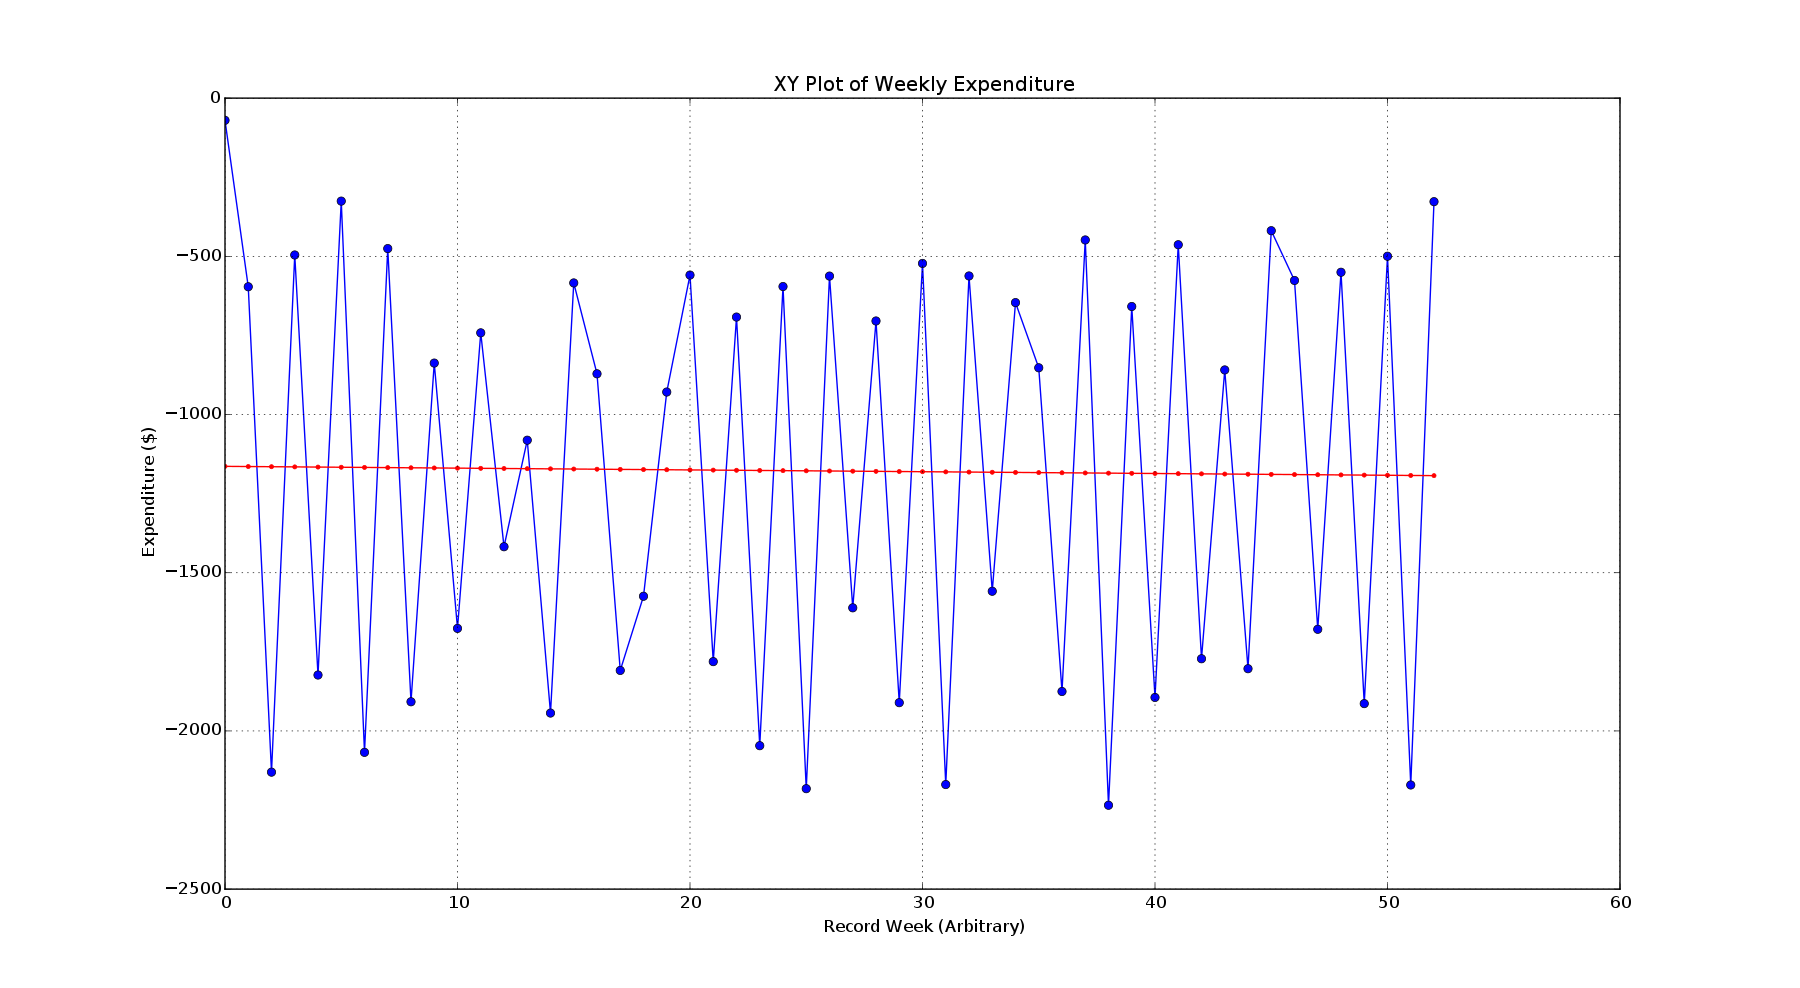 XY Plot of Weekly Expenditure
0
−500
−1000
−1500
−2000
−2500
Expenditure ($)
0 10 20 30 40 50 60
Record Week (Arbitrary)